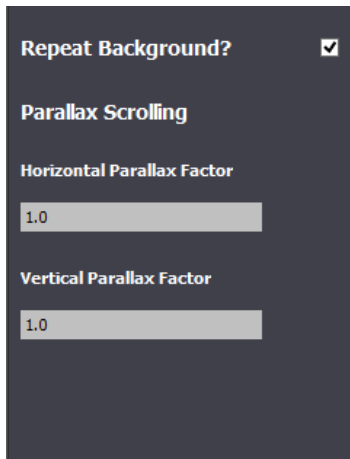 Repeat Background?
Parallax Scrolling
Horizontal Parallax Factor
1.0
Vertical Parallax Factor
1.0